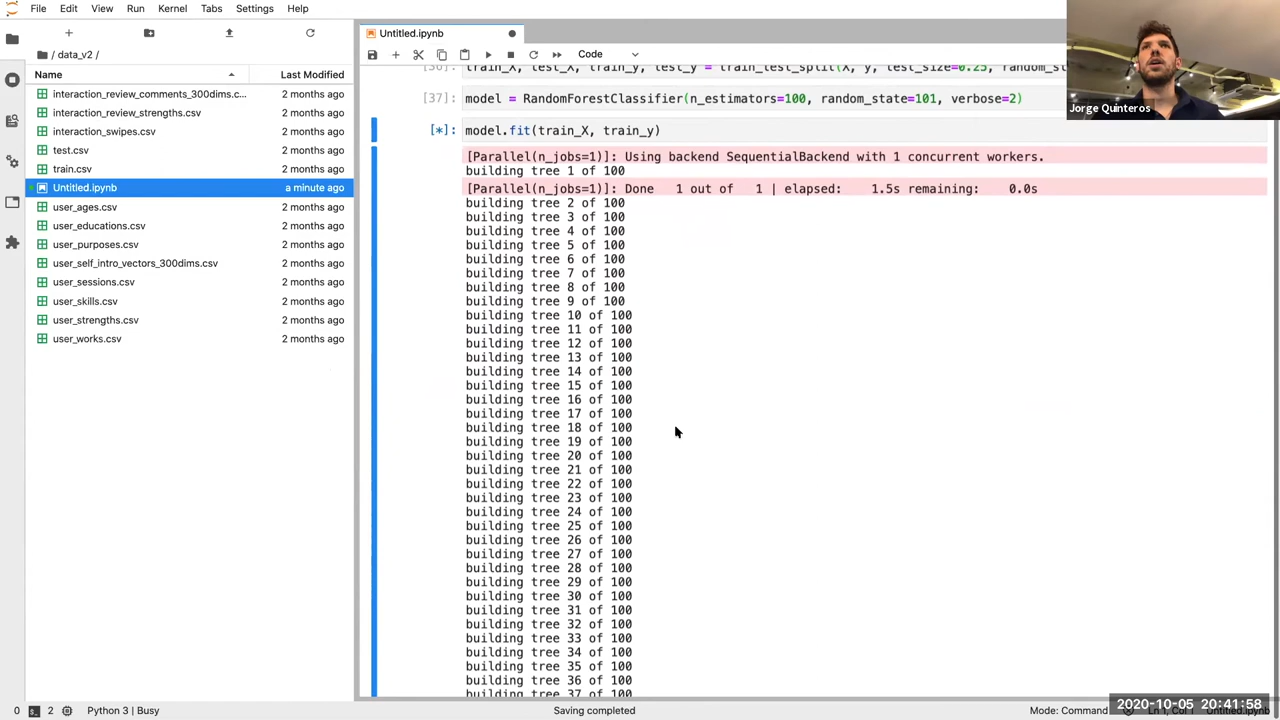 File Edit View Run Kernel Tabs Settings Help
/ data_v2 /
Name Last Modified
interaction_review_comments_300dims.c... 2 months ago
interaction_review_strengths.csv 2 months ago
interaction_swipes.csv 2 months ago
test.csv 2 months ago
train.csv 2 months ago
Untitled.ipynb a minute ago
user_ages.csv 2 months ago
user_educations.csv 2 months ago
user_purposes.csv 2 months ago
user_self_intro_vectors_300dims.csv 2 months ago
user_sessions.csv 2 months ago
user_skills.csv 2 months ago
user_strengths.csv 2 months ago
user_works.csv 2 months ago
Untitled.ipynb
Code
[36]: train_X, test_X, train_y, test_y = train_test_split(X, y, test_size=0.25, random_st
[37]: model = RandomForestClassifier(n_estimators=100, random_state=101, verbose=2)
[*]: model.fit(train_X, train_y)
[Parallel(n_jobs=1)]: Using backend SequentialBackend with 1 concurrent workers.
building tree 1 of 100
[Parallel(n_jobs=1)]: Done 1 out of 1 | elapsed: 1.5s remaining: 0.0s
building tree 2 of 100
building tree 3 of 100
building tree 4 of 100
building tree 5 of 100
building tree 6 of 100
building tree 7 of 100
building tree 8 of 100
building tree 9 of 100
building tree 10 of 100
building tree 11 of 100
building tree 12 of 100
building tree 13 of 100
building tree 14 of 100
building tree 15 of 100
building tree 16 of 100
building tree 17 of 100
building tree 18 of 100
building tree 19 of 100
building tree 20 of 100
building tree 21 of 100
building tree 22 of 100
building tree 23 of 100
building tree 24 of 100
building tree 25 of 100
building tree 26 of 100
building tree 27 of 100
building tree 28 of 100
building tree 29 of 100
building tree 30 of 100
building tree 31 of 100
building tree 32 of 100
building tree 33 of 100
building tree 34 of 100
building tree 35 of 100
building tree 36 of 100
building tree 37 of 100
Jorge Quinteros
0 2 Python 3 | Busy Saving completed Mode: Command
2020-10-05 20:41:58